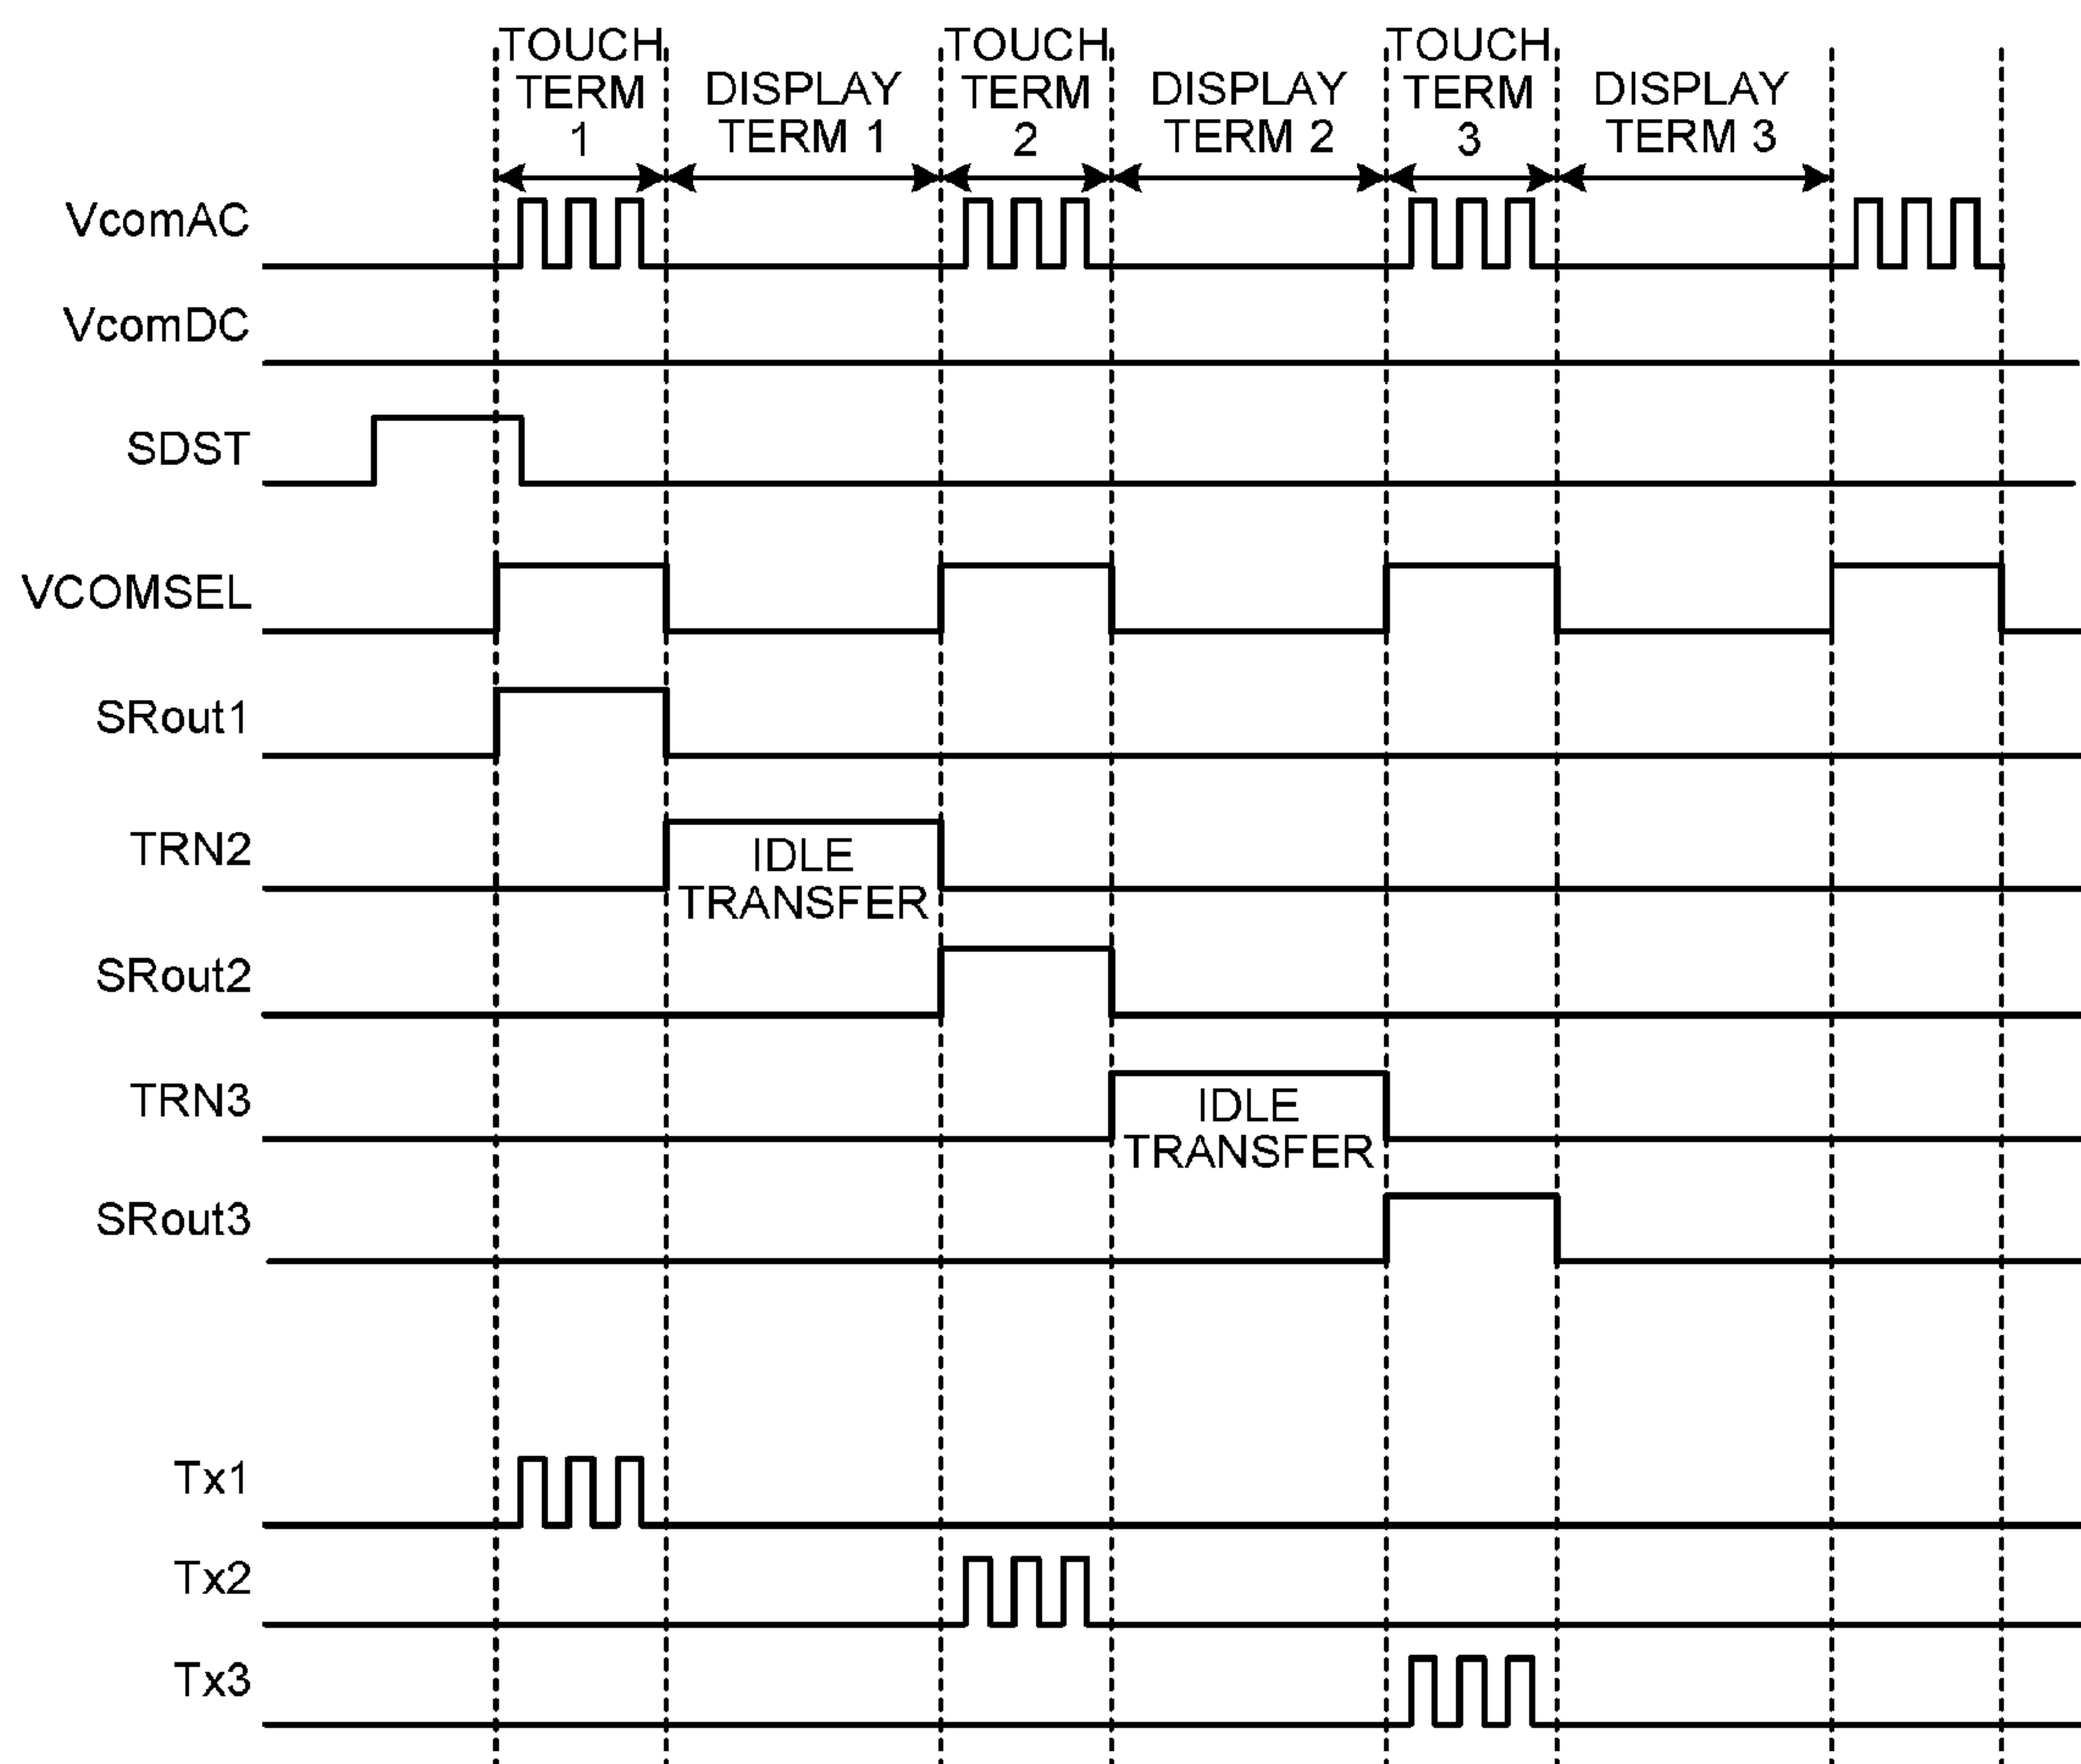 TOUCH TERM 1
DISPLAY TERM 1
TOUCH TERM 2
DISPLAY TERM 2
TOUCH TERM 3
DISPLAY TERM 3
VcomAC
VcomDC
SDST
VCOMSEL
SRout1
TRN2
IDLE TRANSFER
SRout2
TRN3
IDLE TRANSFER
SRout3
Tx1
Tx2
Tx3